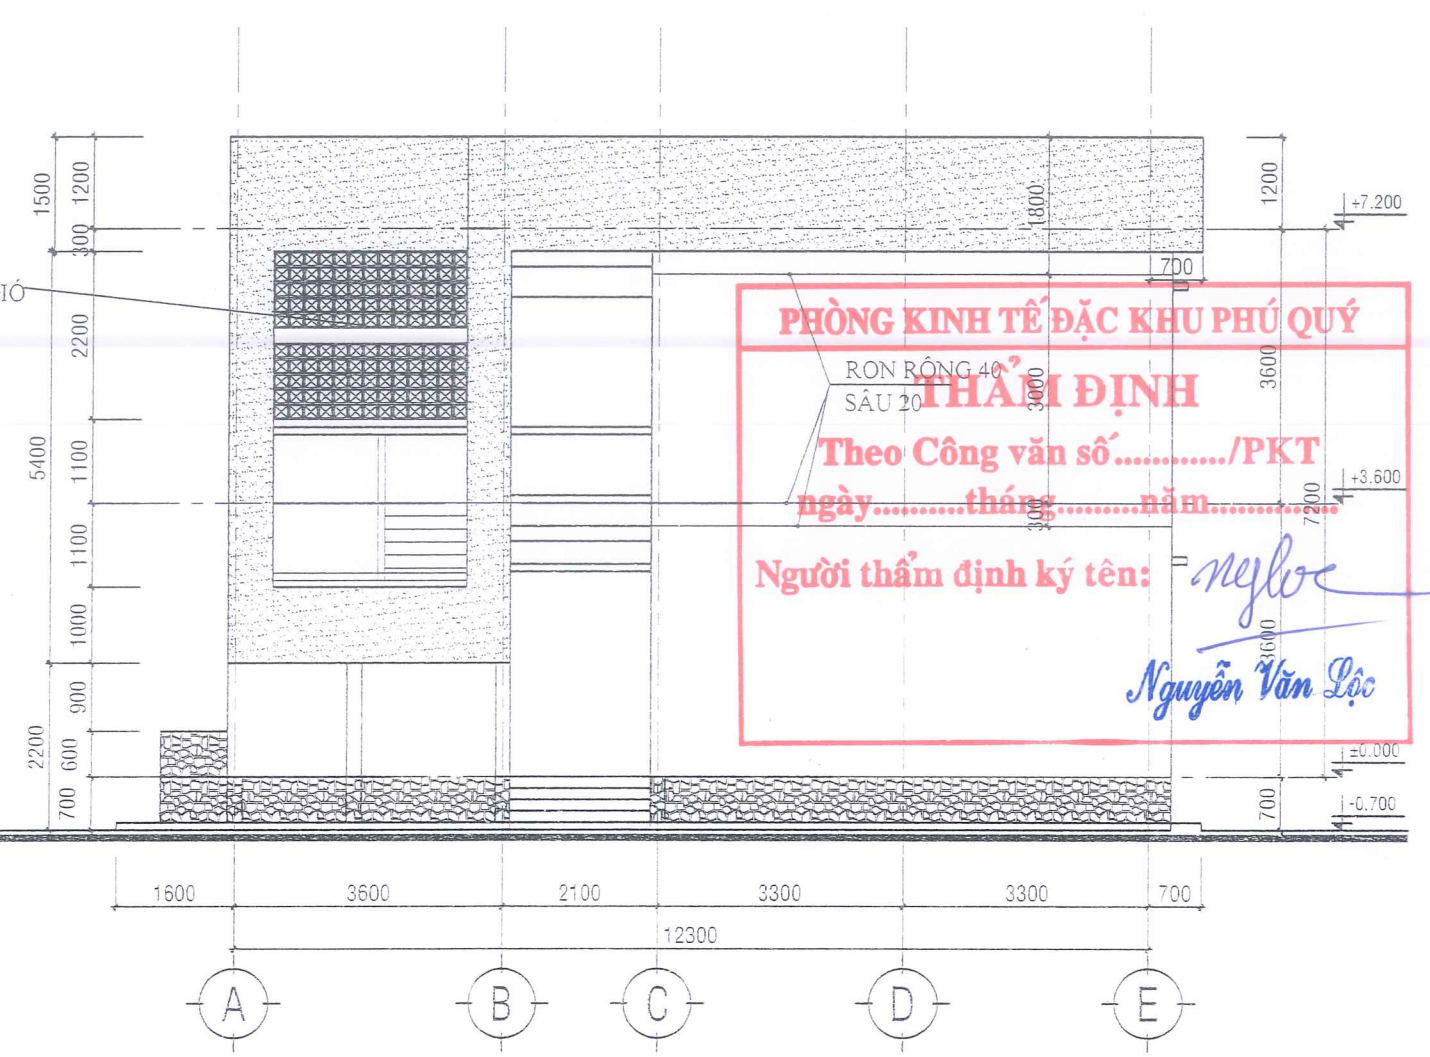 1500
1200
300
2200
5400
1100
1100
1000
900
2200
600
700
IÓ
1800
1200
+7.200
700
PHÒNG KINH TẾ ĐẶC KHU PHÚ QUÝ
RON RỘNG 40
SÂU 20
THẨM ĐỊNH
3000
3600
Theo Công văn số............/PKT
+3.600
ngày...........tháng..........năm...............
300
7200
Người thẩm định ký tên:
3600
Nguyễn Văn Lộc
±0.000
700
-0.700
1600 3600 2100 3300 3300 700
12300
A B C D E